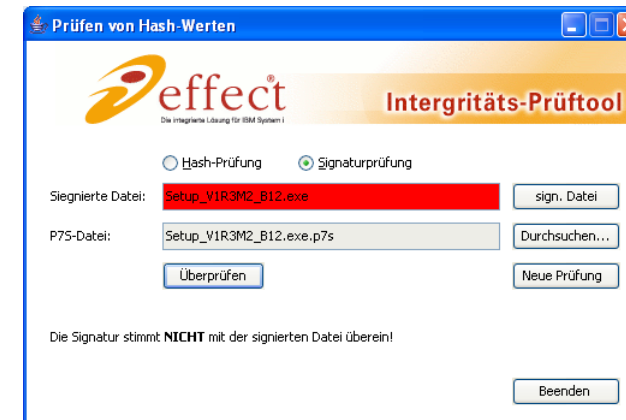 Prüfen von Hash-Werten
effect®
Die integrierte Lösung für IBM System i
Intergritäts-Prüftool
Hash-Prüfung Signaturprüfung
Siegnierte Datei: Setup_V1R3M2_B12.exe sign. Datei
P7S-Datei: Setup_V1R3M2_B12.exe.p7s Durchsuchen...
Überprüfen Neue Prüfung
Die Signatur stimmt NICHT mit der signierten Datei überein!
Beenden